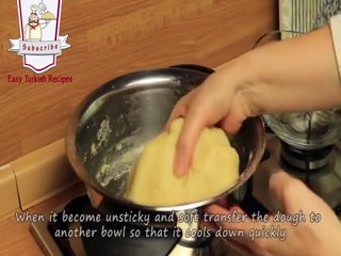 Subscribe
Easy Turkish Recipes
When it become unsticky and soft transfer the dough to
another bowl so that it cools down quickly